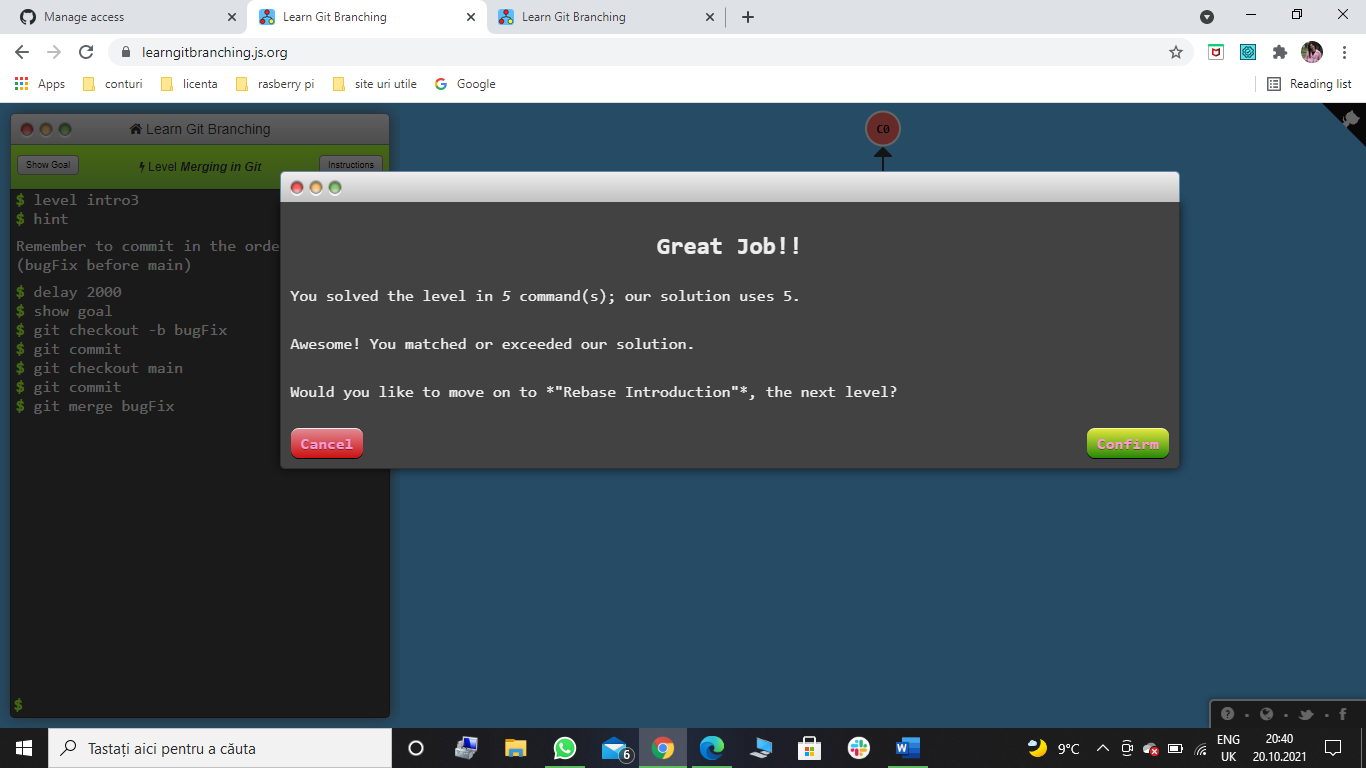 Manage access
Learn Git Branching
Learn Git Branching
learngitbranching.js.org
Apps
conturi
licenta
rasberry pi
site uri utile
Google
Reading list
Learn Git Branching
Show Goal
Level Merging in Git
Instructions
C0
$ level intro3
$ hint
Remember to commit in the orde
(bugFix before main)
$ delay 2000
$ show goal
$ git checkout -b bugFix
$ git commit
$ git checkout main
$ git commit
$ git merge bugFix
$
Great Job!!
You solved the level in 5 command(s); our solution uses 5.
Awesome! You matched or exceeded our solution.
Would you like to move on to *"Rebase Introduction"*, the next level?
Cancel
Confirm
Tastați aici pentru a căuta
6
9°C
ENG
UK
20:40
20.10.2021